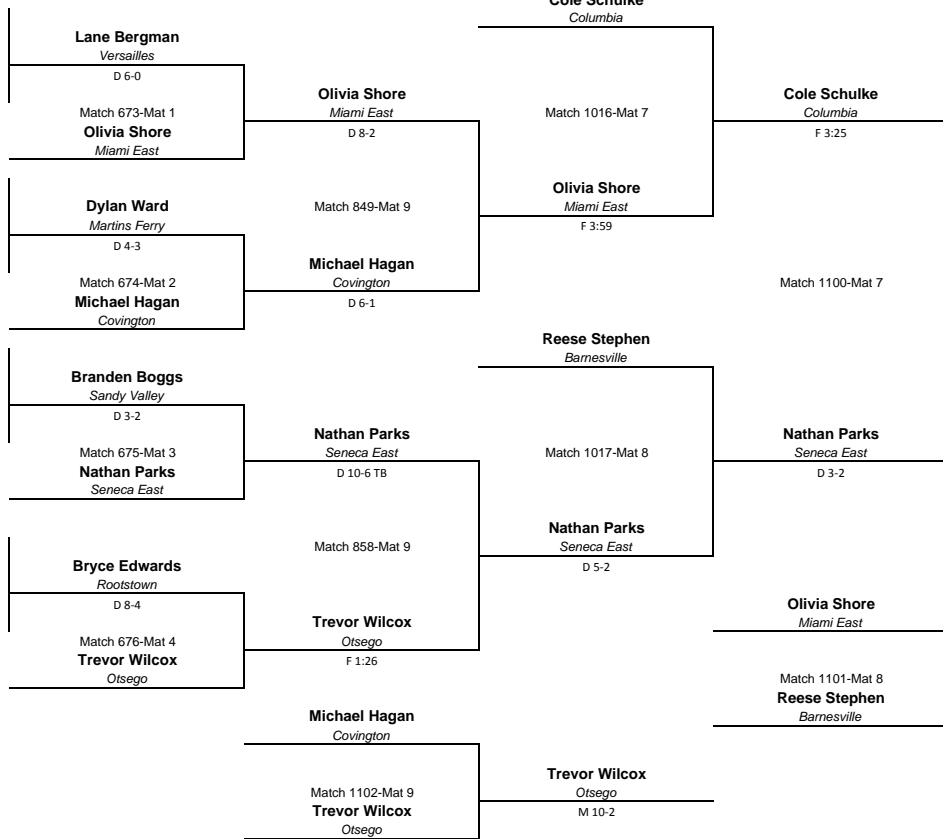 Cole Schulke
Columbia
Lane Bergman
Versailles
D 6-0
Match 673-Mat 1
Olivia Shore
Miami East
Olivia Shore
Miami East
D 8-2
Match 1016-Mat 7
Cole Schulke
Columbia
F 3:25
Dylan Ward
Martins Ferry
D 4-3
Match 849-Mat 9
Olivia Shore
Miami East
F 3:59
Match 674-Mat 2
Michael Hagan
Covington
Michael Hagan
Covington
D 6-1
Match 1100-Mat 7
Reese Stephen
Barnesville
Branden Boggs
Sandy Valley
D 3-2
Match 675-Mat 3
Nathan Parks
Seneca East
Nathan Parks
Seneca East
D 10-6 TB
Match 1017-Mat 8
Nathan Parks
Seneca East
D 3-2
Match 858-Mat 9
Nathan Parks
Seneca East
D 5-2
Bryce Edwards
Rootstown
D 8-4
Match 676-Mat 4
Trevor Wilcox
Otsego
Trevor Wilcox
Otsego
F 1:26
Olivia Shore
Miami East
Match 1101-Mat 8
Reese Stephen
Barnesville
Michael Hagan
Covington
Match 1102-Mat 9
Trevor Wilcox
Otsego
Trevor Wilcox
Otsego
M 10-2